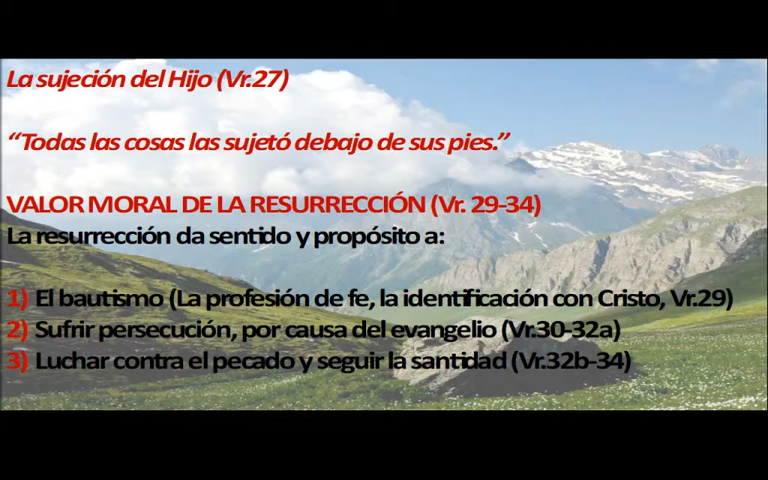 La sujeción del Hijo (Vr.27)
“Todas las cosas las sujetó debajo de sus pies.”
VALOR MORAL DE LA RESURRECCIÓN (Vr. 29-34)
La resurrección da sentido y propósito a:
1) El bautismo (La profesión de fe, la identificación con Cristo, Vr.29)
2) Sufrir persecución, por causa del evangelio (Vr.30-32a)
3) Luchar contra el pecado y seguir la santidad (Vr.32b-34)